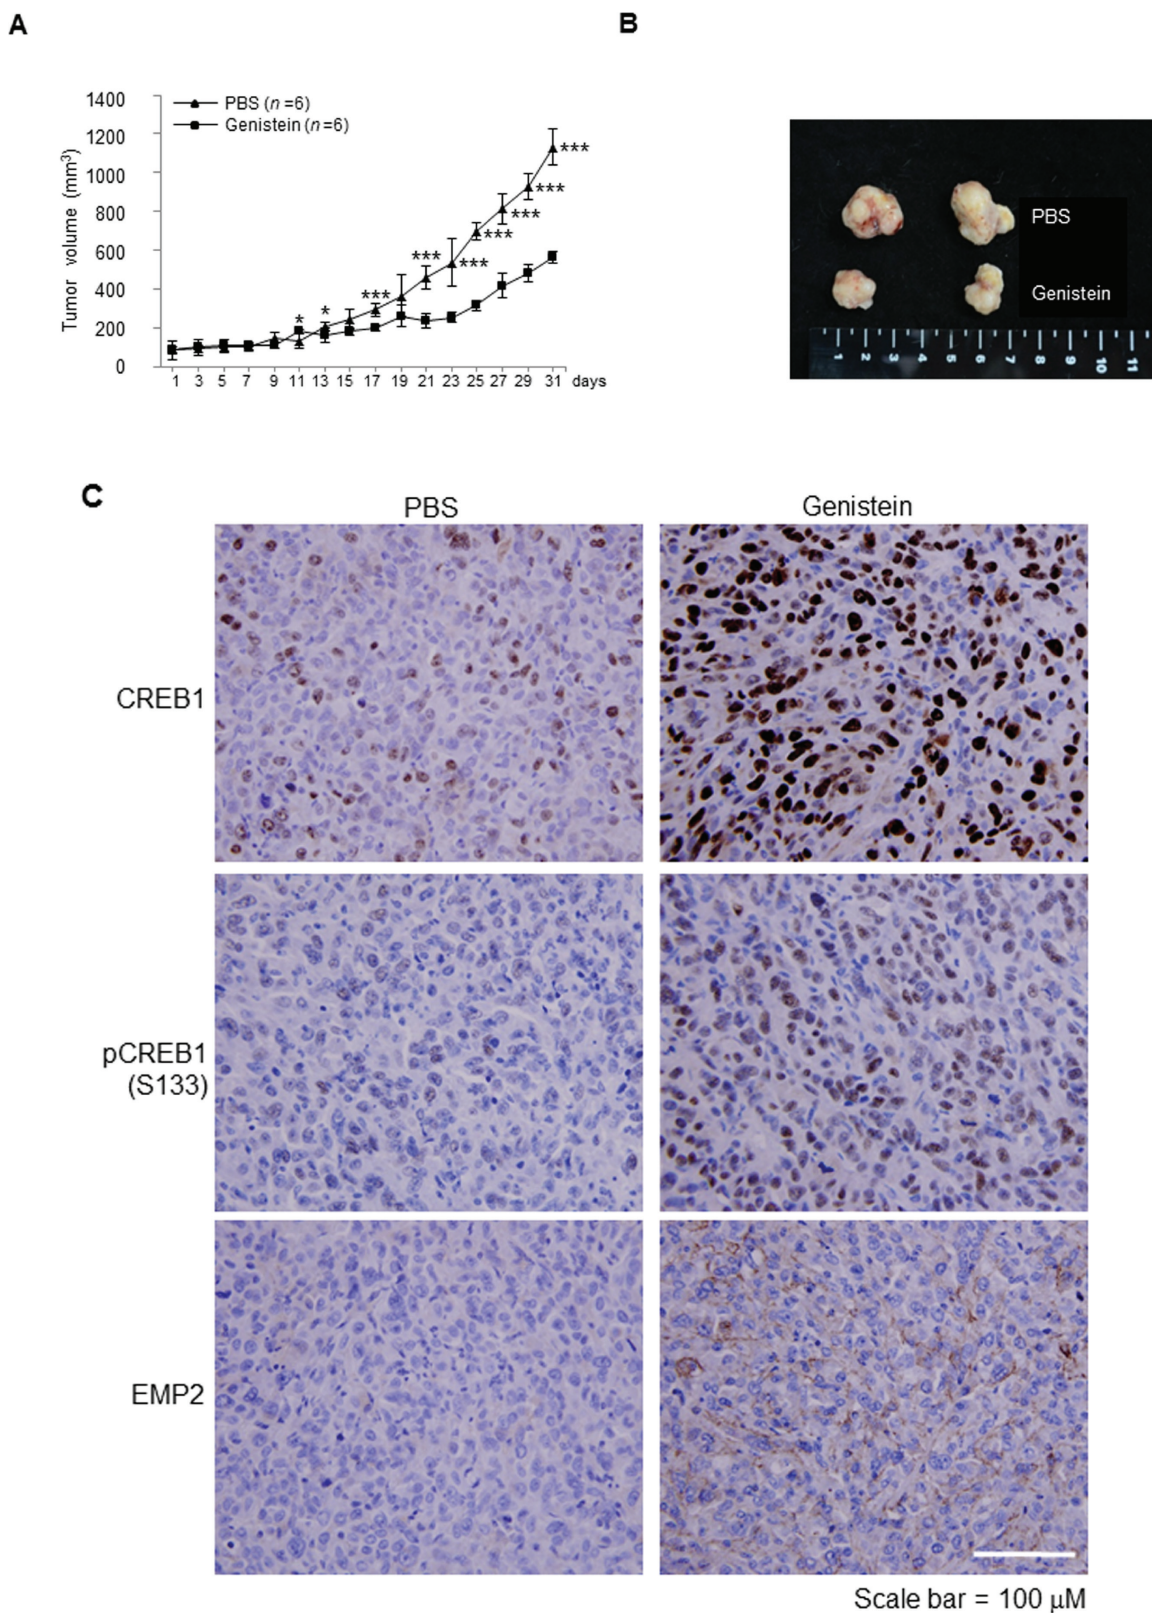 A
B
1400
1200
1000
800
600
400
200
0
Tumor volume (mm³)
PBS (n =6)
Genistein (n=6)
* * *** *** *** *** *** *** ***
1 3 5 7 9 11 13 15 17 19 21 23 25 27 29 31 days
PBS
Genistein
1 2 3 4 5 6 7 8 9 10 11
C
PBS Genistein
CREB1
pCREB1
(S133)
EMP2
Scale bar = 100 µM